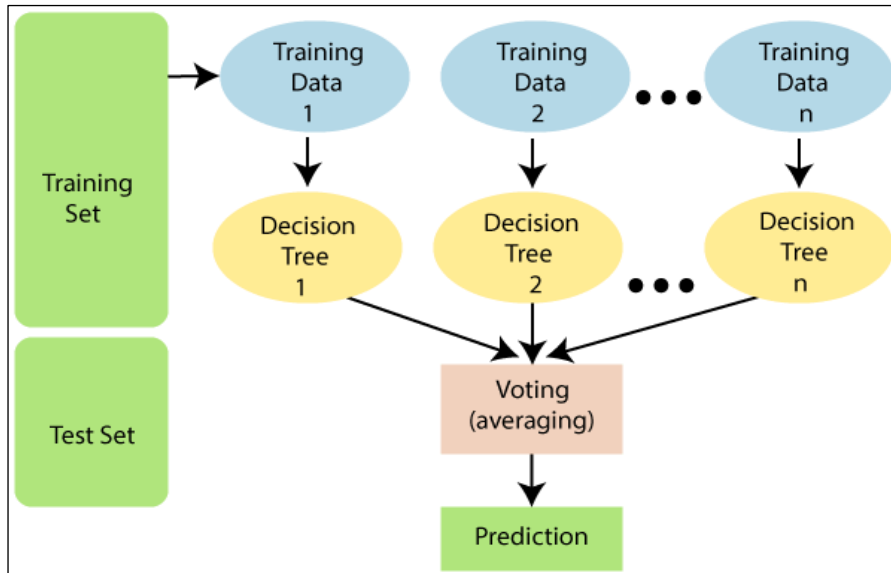 Training
Data
1
Training
Data
2
Training
Data
n
Training
Set
Decision
Tree
1
Decision
Tree
2
Decision
Tree
n
Voting
(averaging)
Test Set
Prediction